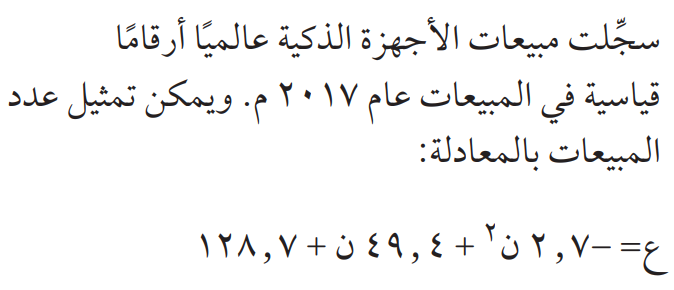 سجِّلت مبيعات الأجهزة الذكية عالميًا أرقامًا
قياسية في المبيعات عام ٢٠١٧ م. ويمكن تمثيل عدد
المبيعات بالمعادلة:
ع= –٢,٧ ن٢ + ٤٩,٤ ن + ١٢٨,٧